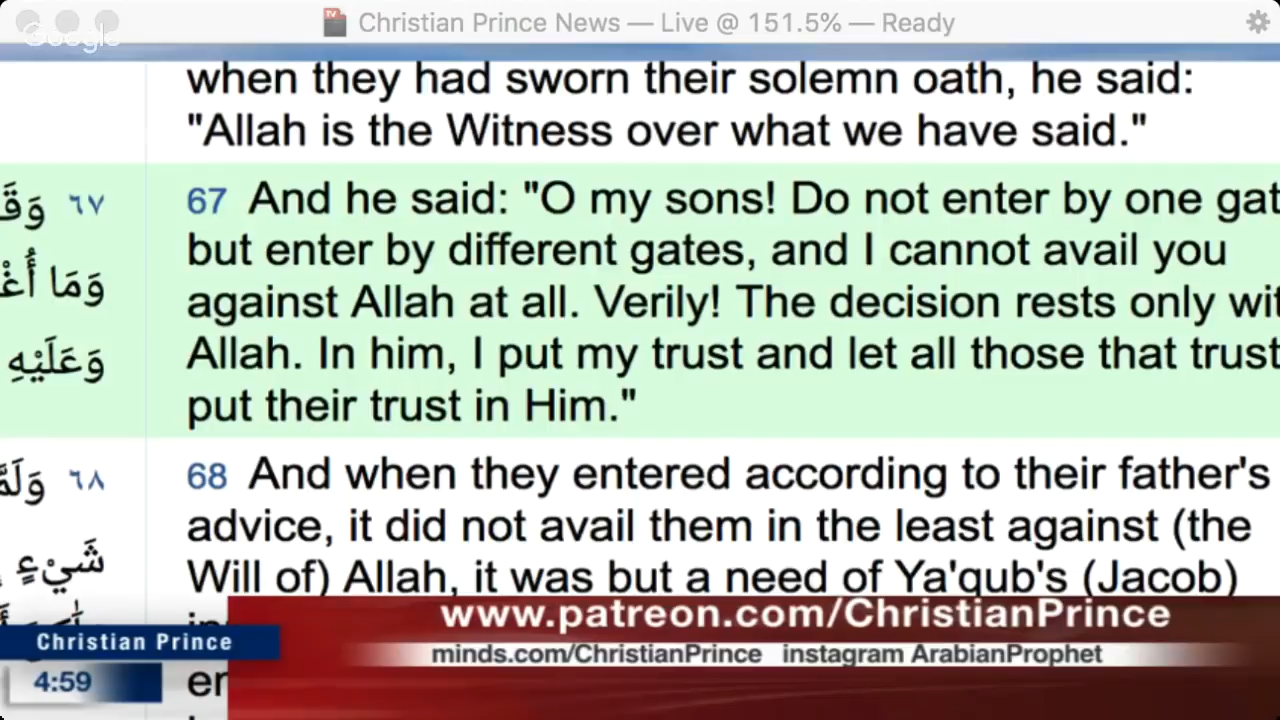 Christian Prince News — Live @ 151.5% — Ready
Google
when they had sworn their solemn oath, he said:
"Allah is the Witness over what we have said."
٦٧
67 And he said: "O my sons! Do not enter by one gat
but enter by different gates, and I cannot avail you
وَمَا
against Allah at all. Verily! The decision rests only wit
وَعَلَيْهِ
Allah. In him, I put my trust and let all those that trust
put their trust in Him."
٦٨
68 And when they entered according to their father's
advice, it did not avail them in the least against (the
شَيْءٍ
Will of) Allah, it was but a need of Ya'qub's (Jacob)
www.patreon.com/ChristianPrince
Christian Prince
minds.com/ChristianPrince instagram ArabianProphet
4:59
er